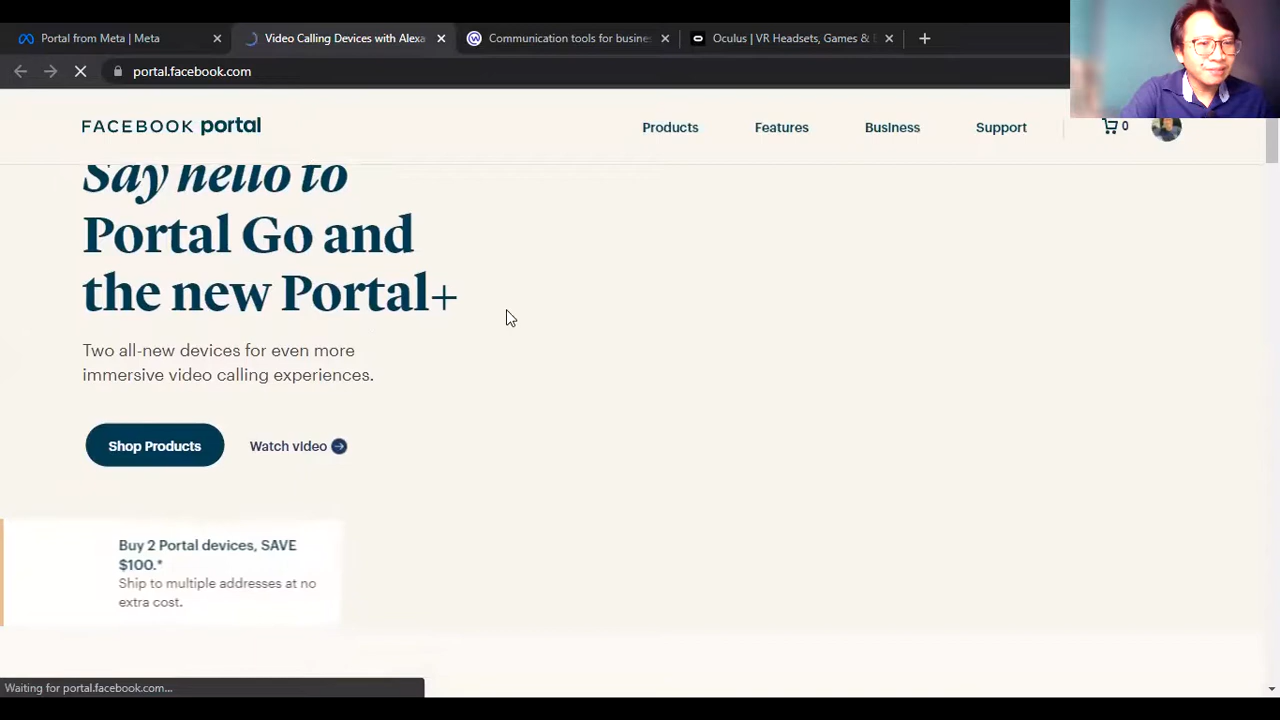 Portal from Meta | Meta
Video Calling Devices with Alexa
Communication tools for busine
Oculus | VR Headsets, Games &
portal.facebook.com
FACEBOOK portal
Products
Features
Business
Support
0
Say hello to
Portal Go and
the new Portal+
Two all-new devices for even more
immersive video calling experiences.
Shop Products
Watch video
Buy 2 Portal devices, SAVE
$100.*
Ship to multiple addresses at no
extra cost.
Waiting for portal.facebook.com...